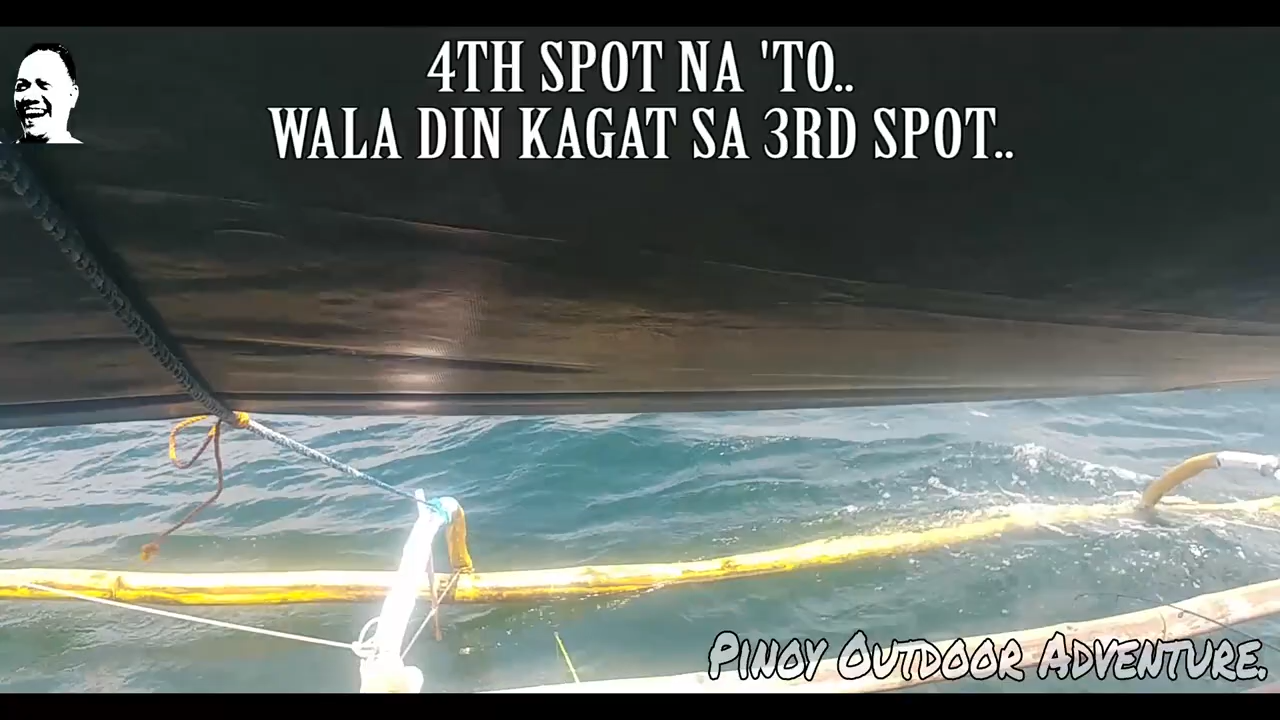 4TH SPOT NA 'TO..
WALA DIN KAGAT SA 3RD SPOT..
PINOY OUTDOOR ADVENTURE.